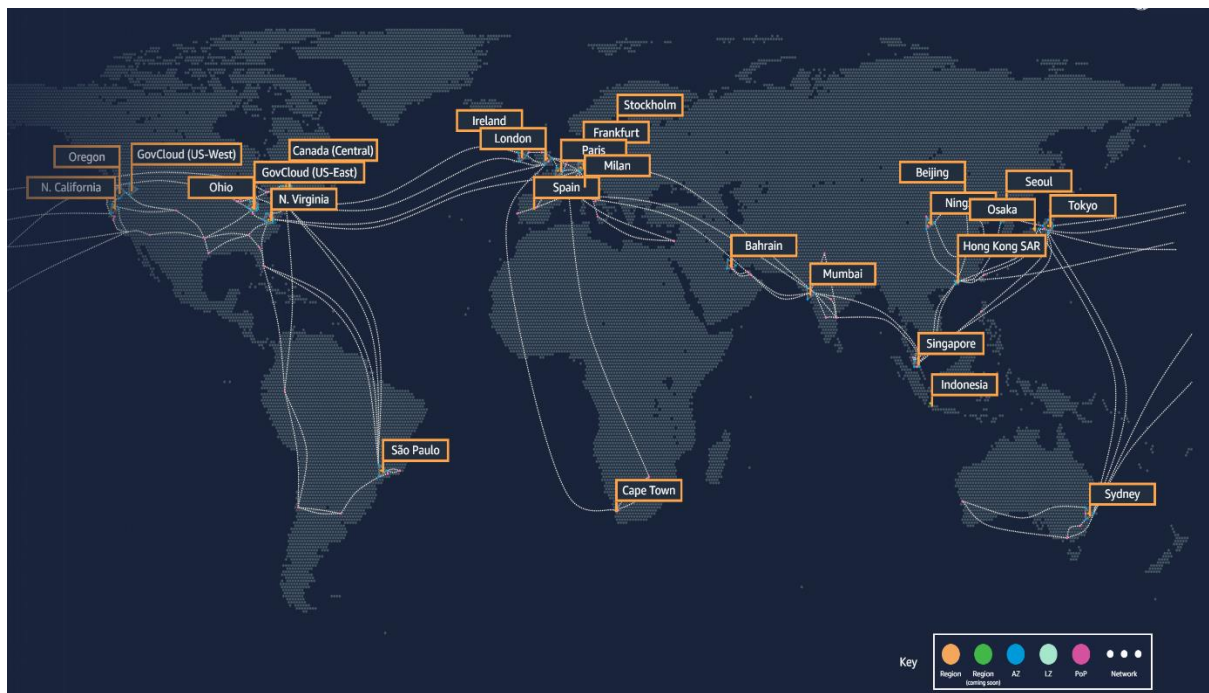 Stockholm
Ireland
Frankfurt
London
Canada (Central)
Paris
GovCloud (US-West)
Oregon
Milan
GovCloud (US-East)
Beijing
Seoul
N. California
Ohio
Spain
N. Virginia
Ning
Osaka
Tokyo
Bahrain
Hong Kong SAR
Mumbai
Singapore
Indonesia
São Paulo
Cape Town
Sydney
Key
Region
Region
(coming soon)
AZ
LZ
PoP
Network